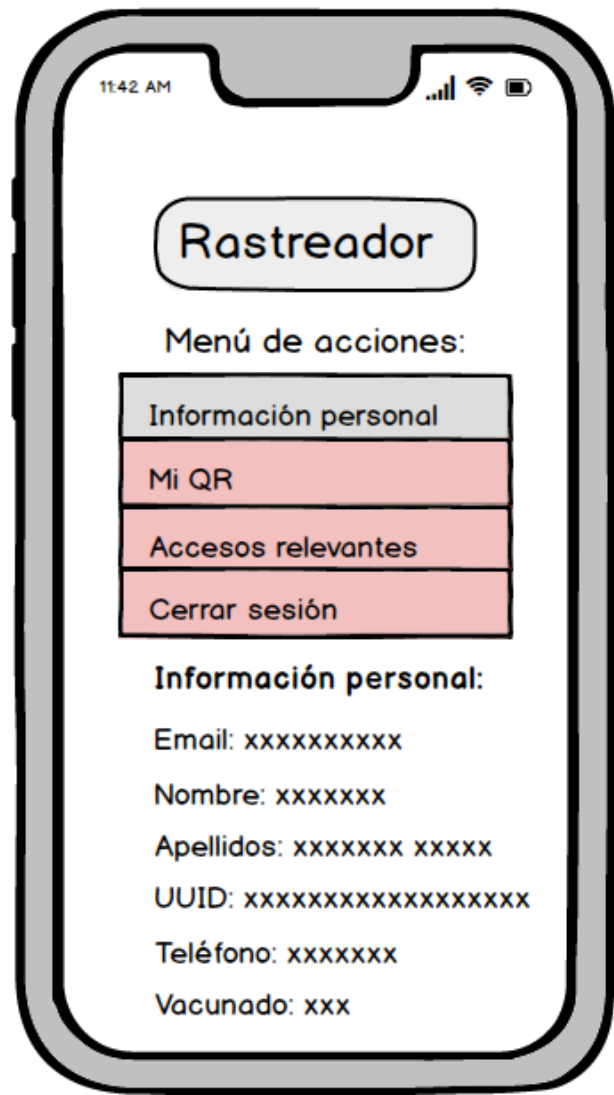 11:42 AM
Rastreador
Menú de acciones:
Información personal
Mi QR
Accesos relevantes
Cerrar sesión
Información personal:
Email: xxxxxxxxxx
Nombre: xxxxxxx
Apellidos: xxxxxxx xxxxx
UUID: xxxxxxxxxxxxxxxxxx
Teléfono: xxxxxxx
Vacunado: xxx